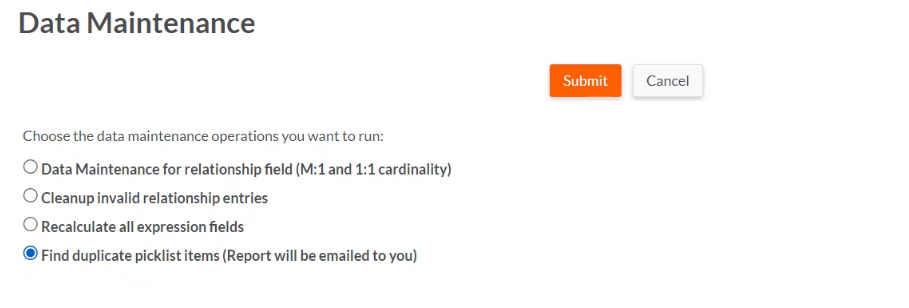 Data Maintenance
Submit Cancel
Choose the data maintenance operations you want to run:
Data Maintenance for relationship field (M:1 and 1:1 cardinality)
Cleanup invalid relationship entries
Recalculate all expression fields
Find duplicate picklist items (Report will be emailed to you)